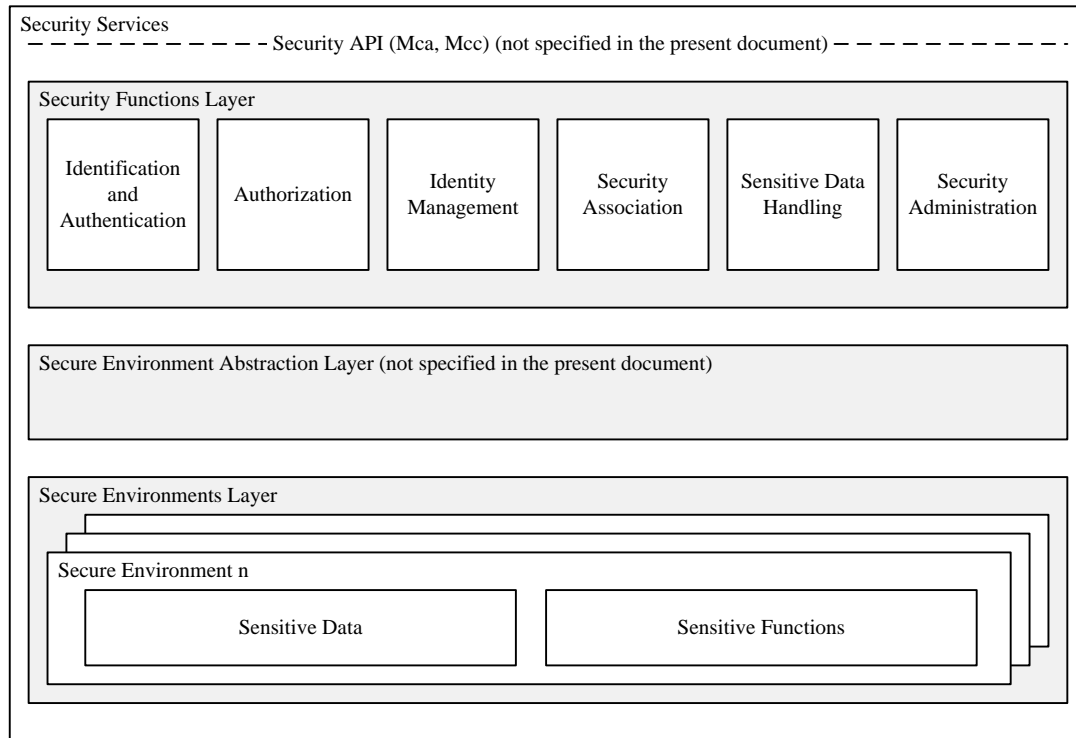 Security Services
Security API (Mca, Mcc) (not specified in the present document)
Security Functions Layer
Identification
and
Authentication
Authorization
Identity
Management
Security
Association
Sensitive Data
Handling
Security
Administration
Secure Environment Abstraction Layer (not specified in the present document)
Secure Environments Layer
Secure Environment n
Sensitive Data
Sensitive Functions